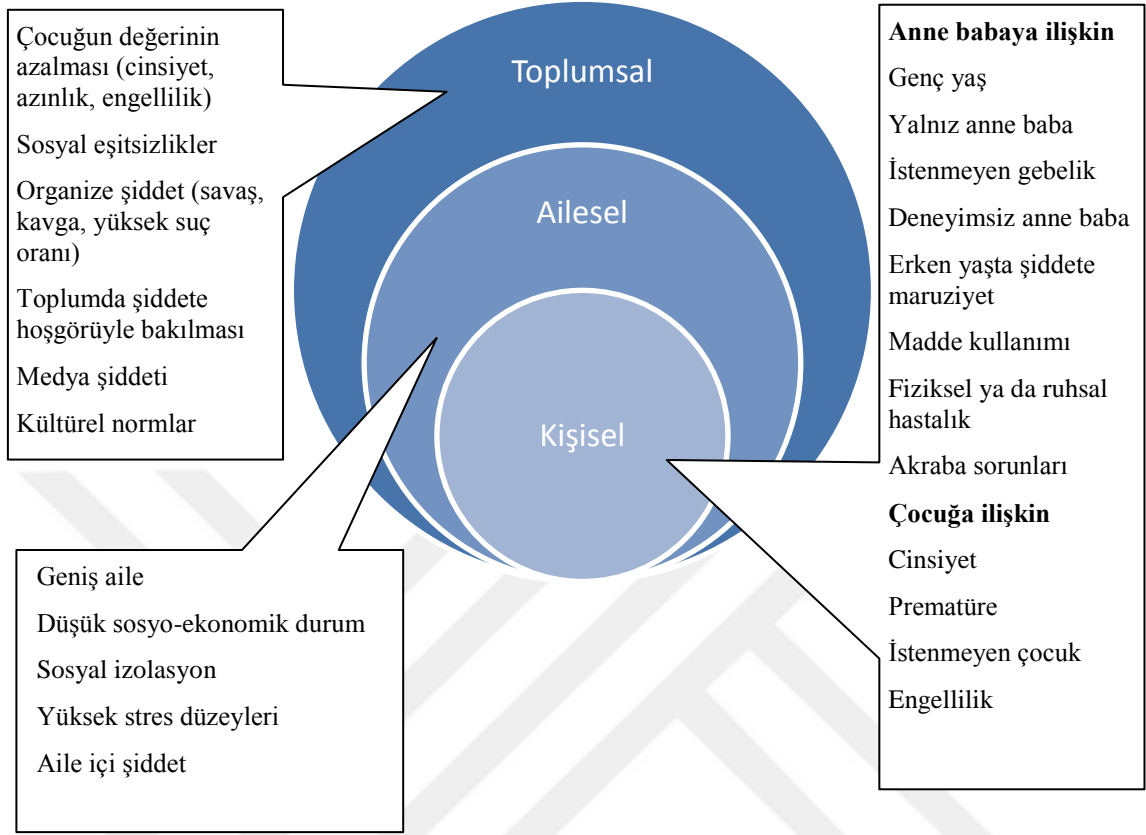 Çocuğun değerinin
azalması (cinsiyet,
azınlık, engellilik)
Sosyal eşitsizlikler
Organize şiddet (savaş,
kavga, yüksek suç
oranı)
Toplumda şiddete
hoşgörüyle bakılması
Medya şiddeti
Kültürel normlar
Toplumsal
Ailesel
Kişisel
Anne babaya ilişkin
Genç yaş
Yalnız anne baba
İstenmeyen gebelik
Deneyimsiz anne baba
Erken yaşta şiddete
maruziyet
Madde kullanımı
Fiziksel ya da ruhsal
hastalık
Akraba sorunları
Çocuğa ilişkin
Cinsiyet
Prematüre
İstenmeyen çocuk
Engellilik
Geniş aile
Düşük sosyo-ekonomik durum
Sosyal izolasyon
Yüksek stres düzeyleri
Aile içi şiddet